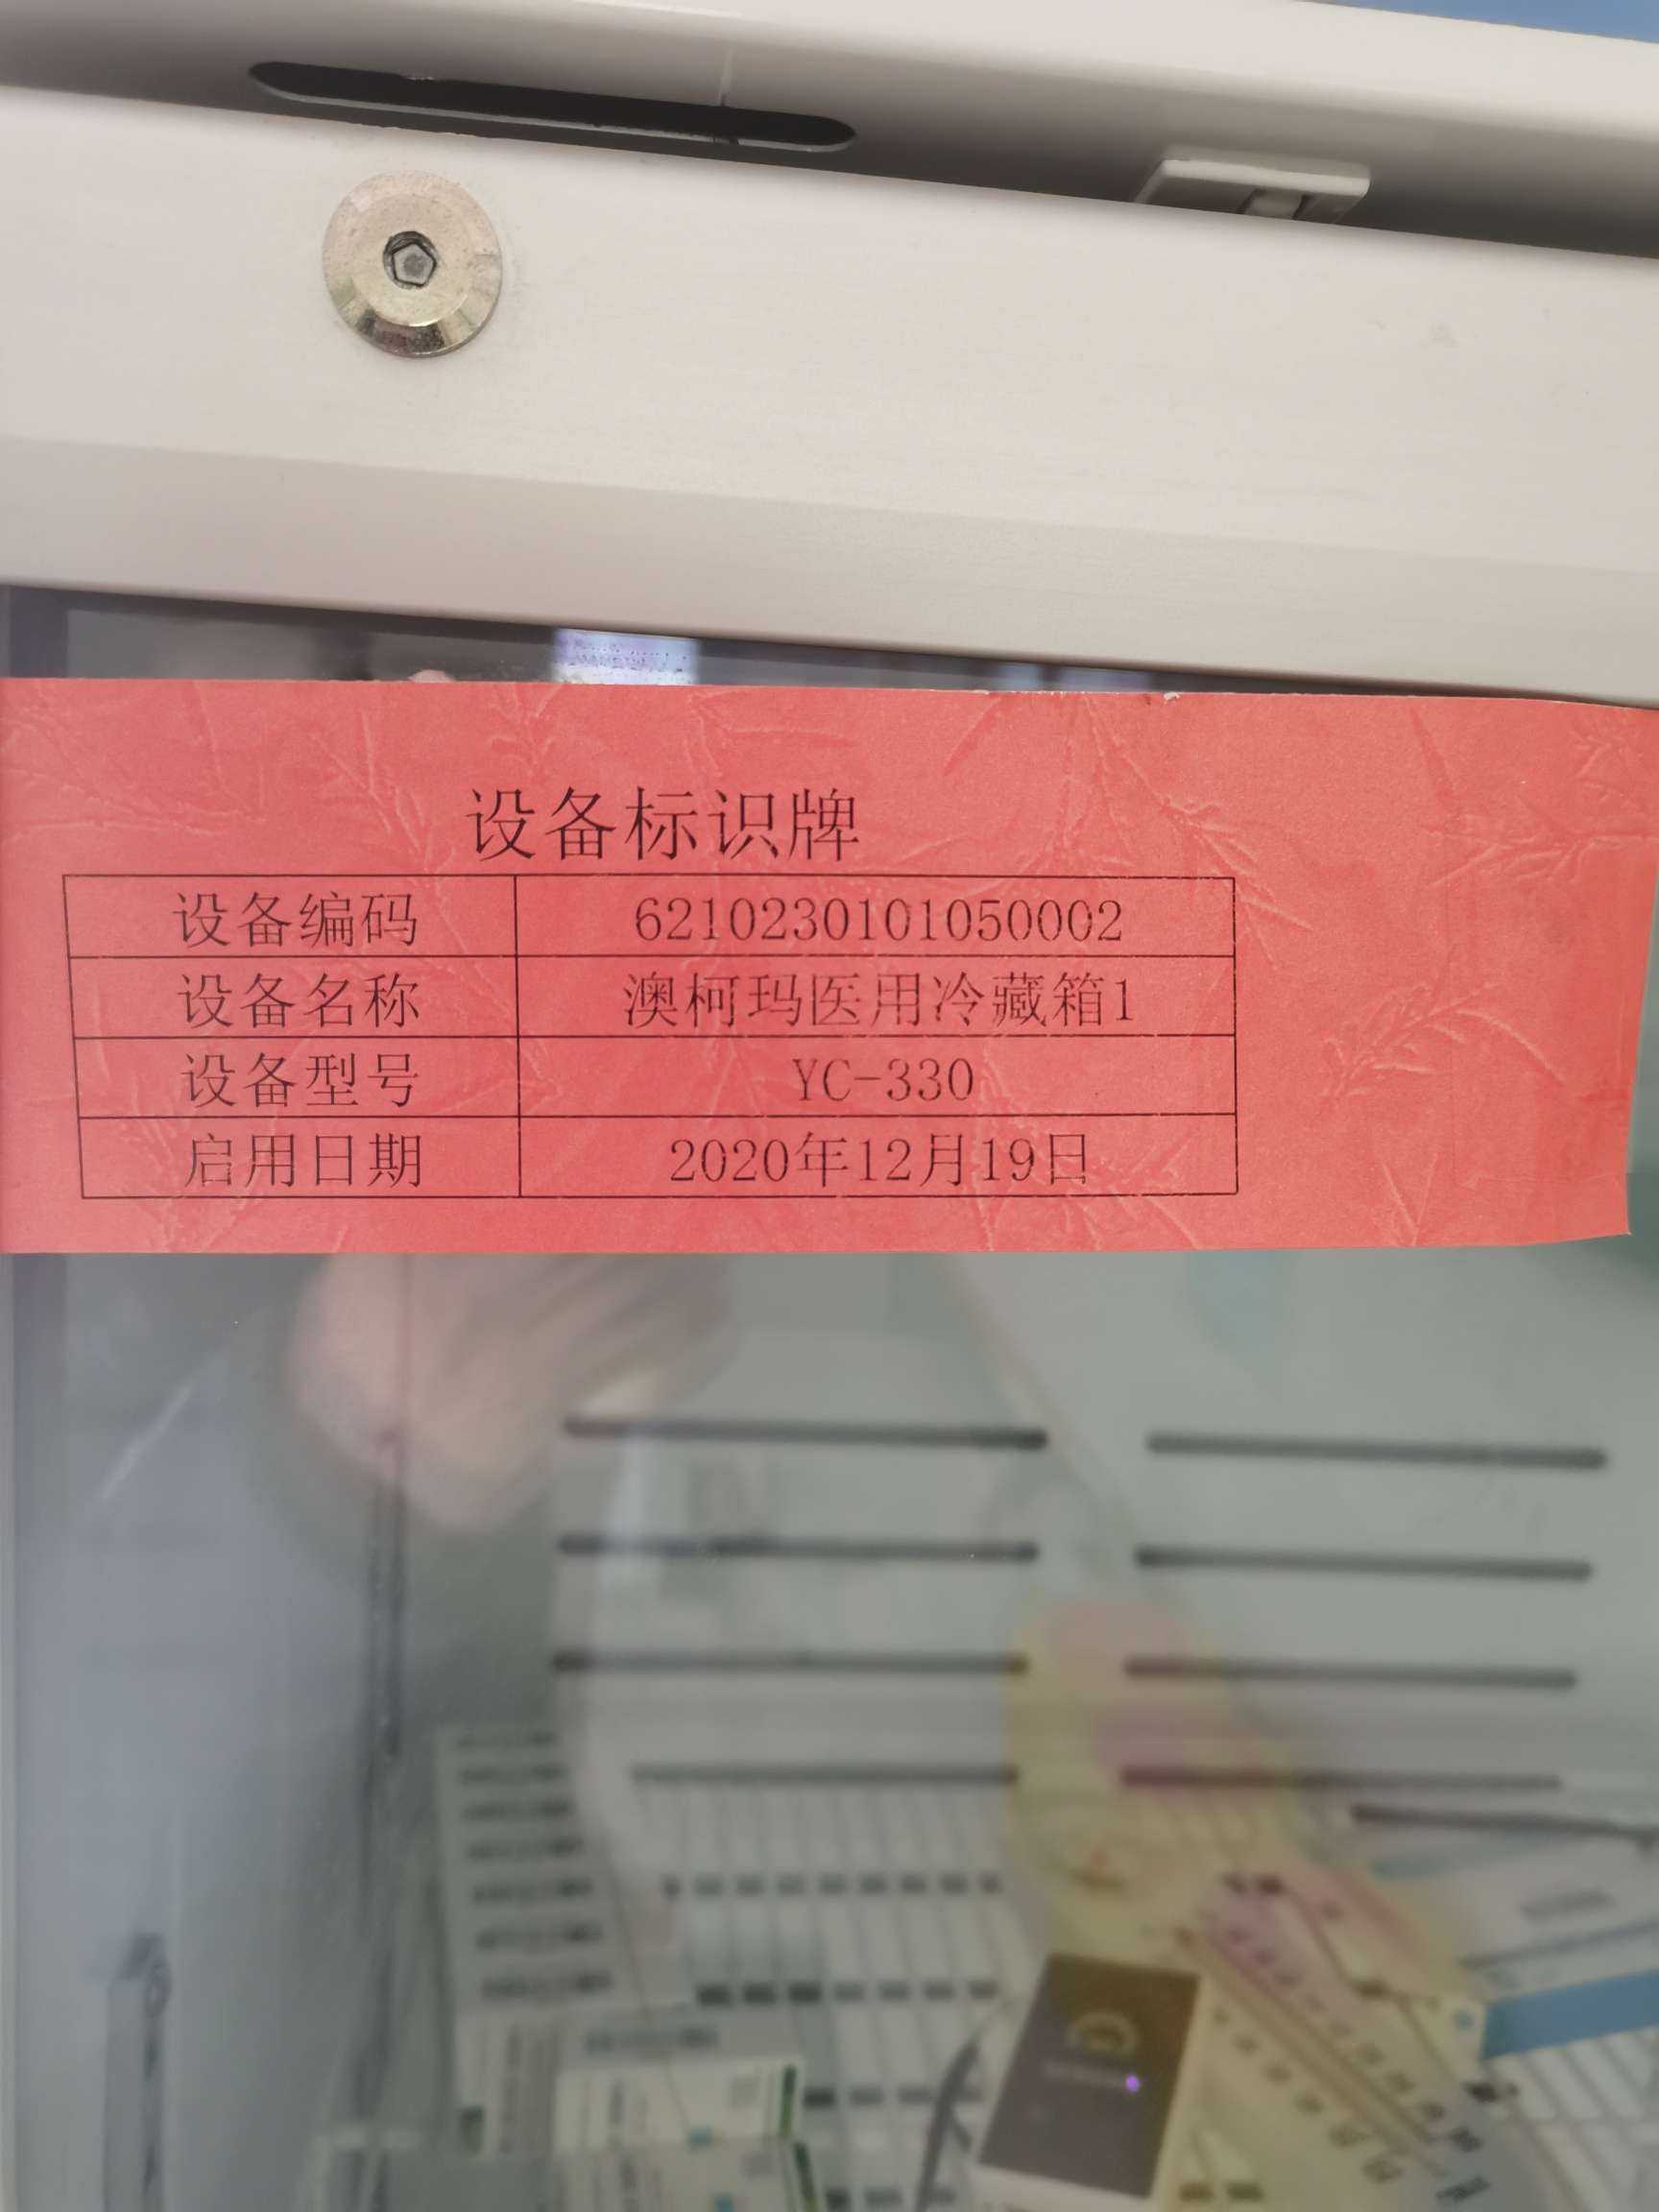 设备标识牌
设备编码 6210230101050002
设备名称 澳柯玛医用冷藏箱1
设备型号 YC-330
启用日期 2020年12月19日